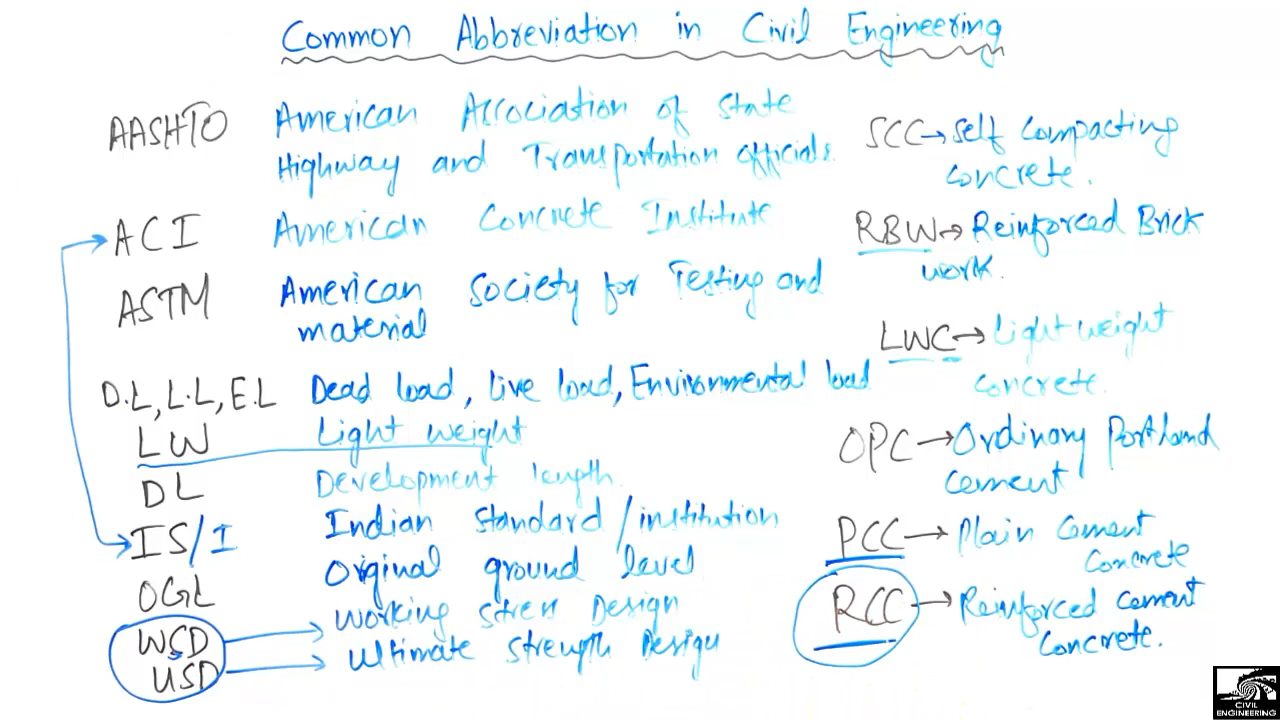 Common Abbreviation in Civil Engineering
AASHTO American Association of State
Highway and Transportation officials.
ACI American Concrete Institute
ASTM American Society for Testing and
material
D.L, L.L, E.L Dead load, Live load, Environmental load
LW Light weight
DL Development length.
IS/I Indian standard/institution
OGL Original ground level
WSD Working stress Design
USD Ultimate strength Design
SCC→Self compacting
concrete.
RBW→Reinforced Brick
work.
LWC→Light weight
concrete.
OPC→Ordinary Portland
cement
PCC→Plain Cement
Concrete
RCC→Reinforced cement
Concrete.
CIVIL
ENGINEERING